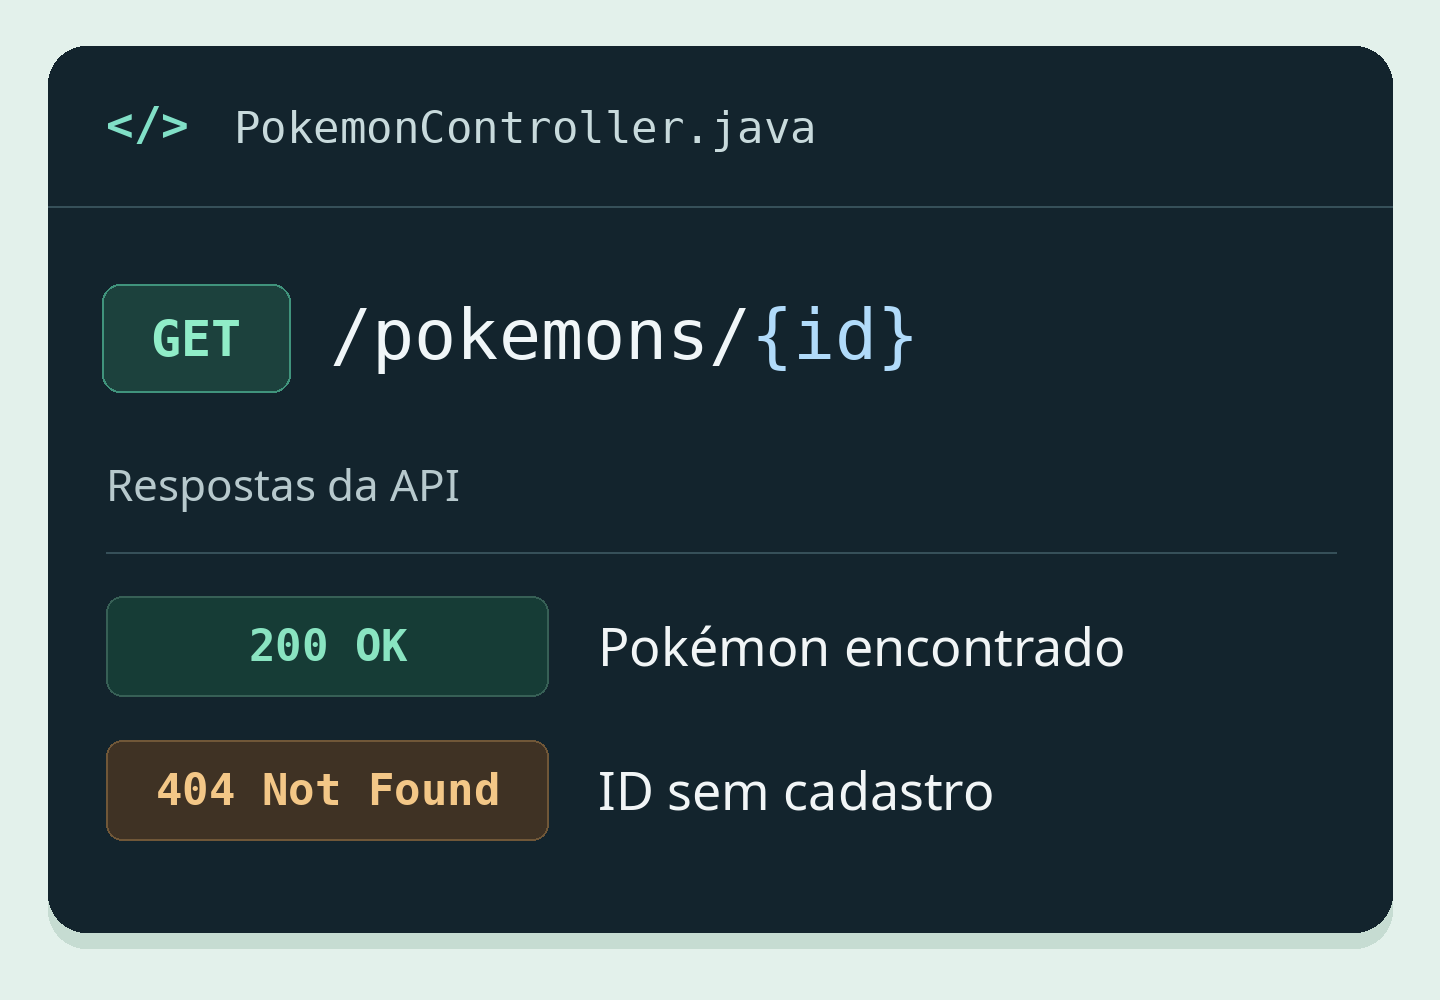 </> PokemonController.java
GET /pokemons/{id}
Respostas da API
200 OK Pokémon encontrado
404 Not Found ID sem cadastro